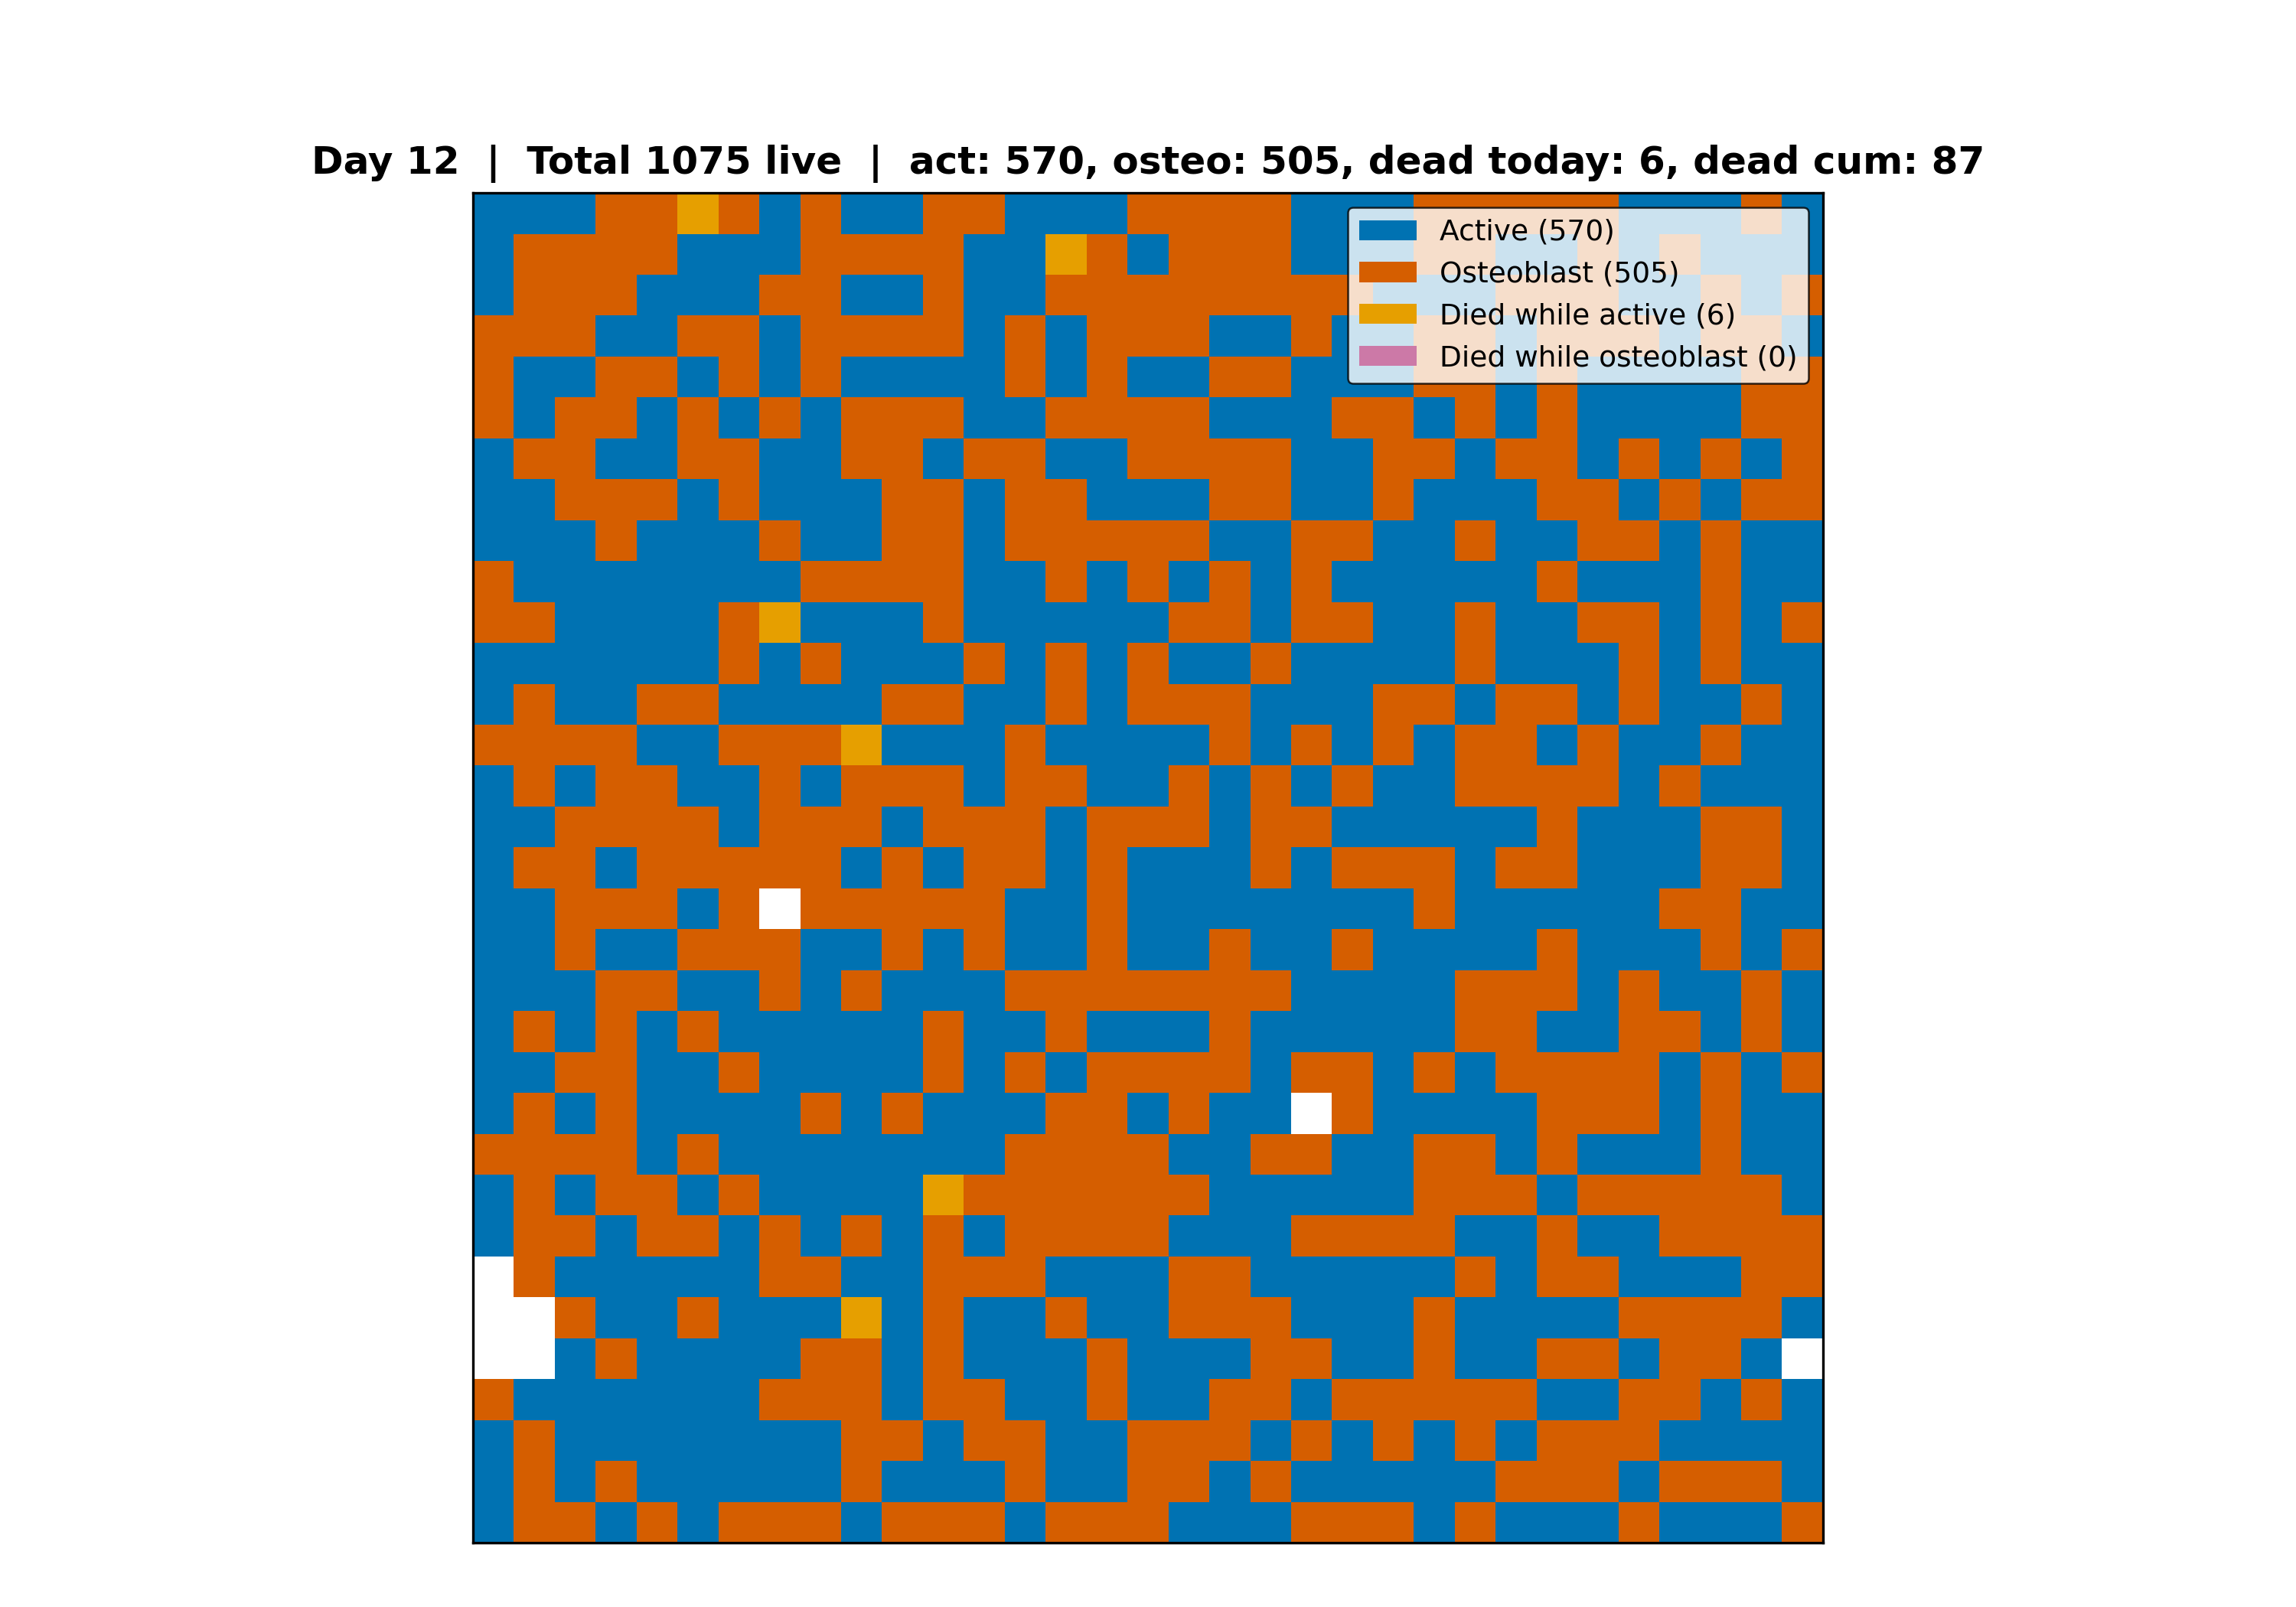 Day 12 | Total 1075 live | act: 570, osteo: 505, dead today: 6, dead cum: 87
Active (570)
Osteoblast (505)
Died while active (6)
Died while osteoblast (0)